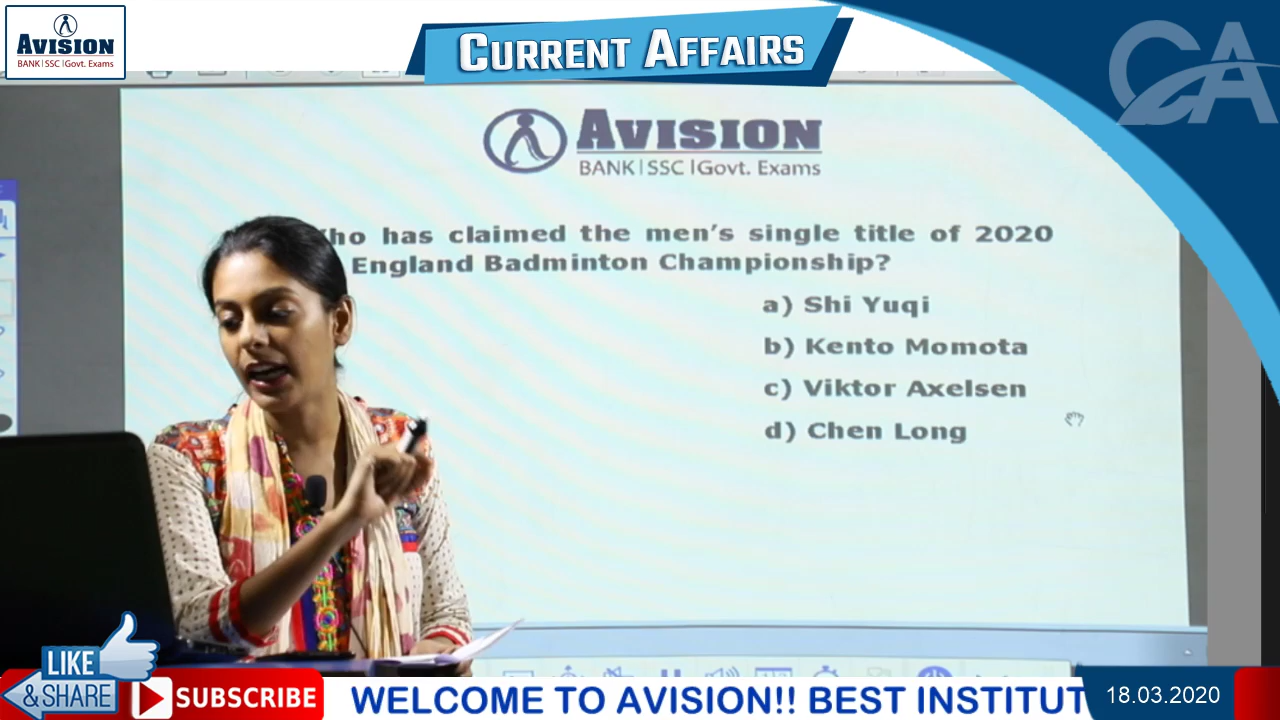 AVISION
BANK | SSC | Govt. Exams
CURRENT AFFAIRS
CA
AVISION
BANK | SSC | Govt. Exams
ho has claimed the men's single title of 2020
England Badminton Championship?
a) Shi Yuqi
b) Kento Momota
c) Viktor Axelsen
d) Chen Long
LIKE
& SHARE
SUBSCRIBE
WELCOME TO AVISION!! BEST INSTITUT
18.03.2020